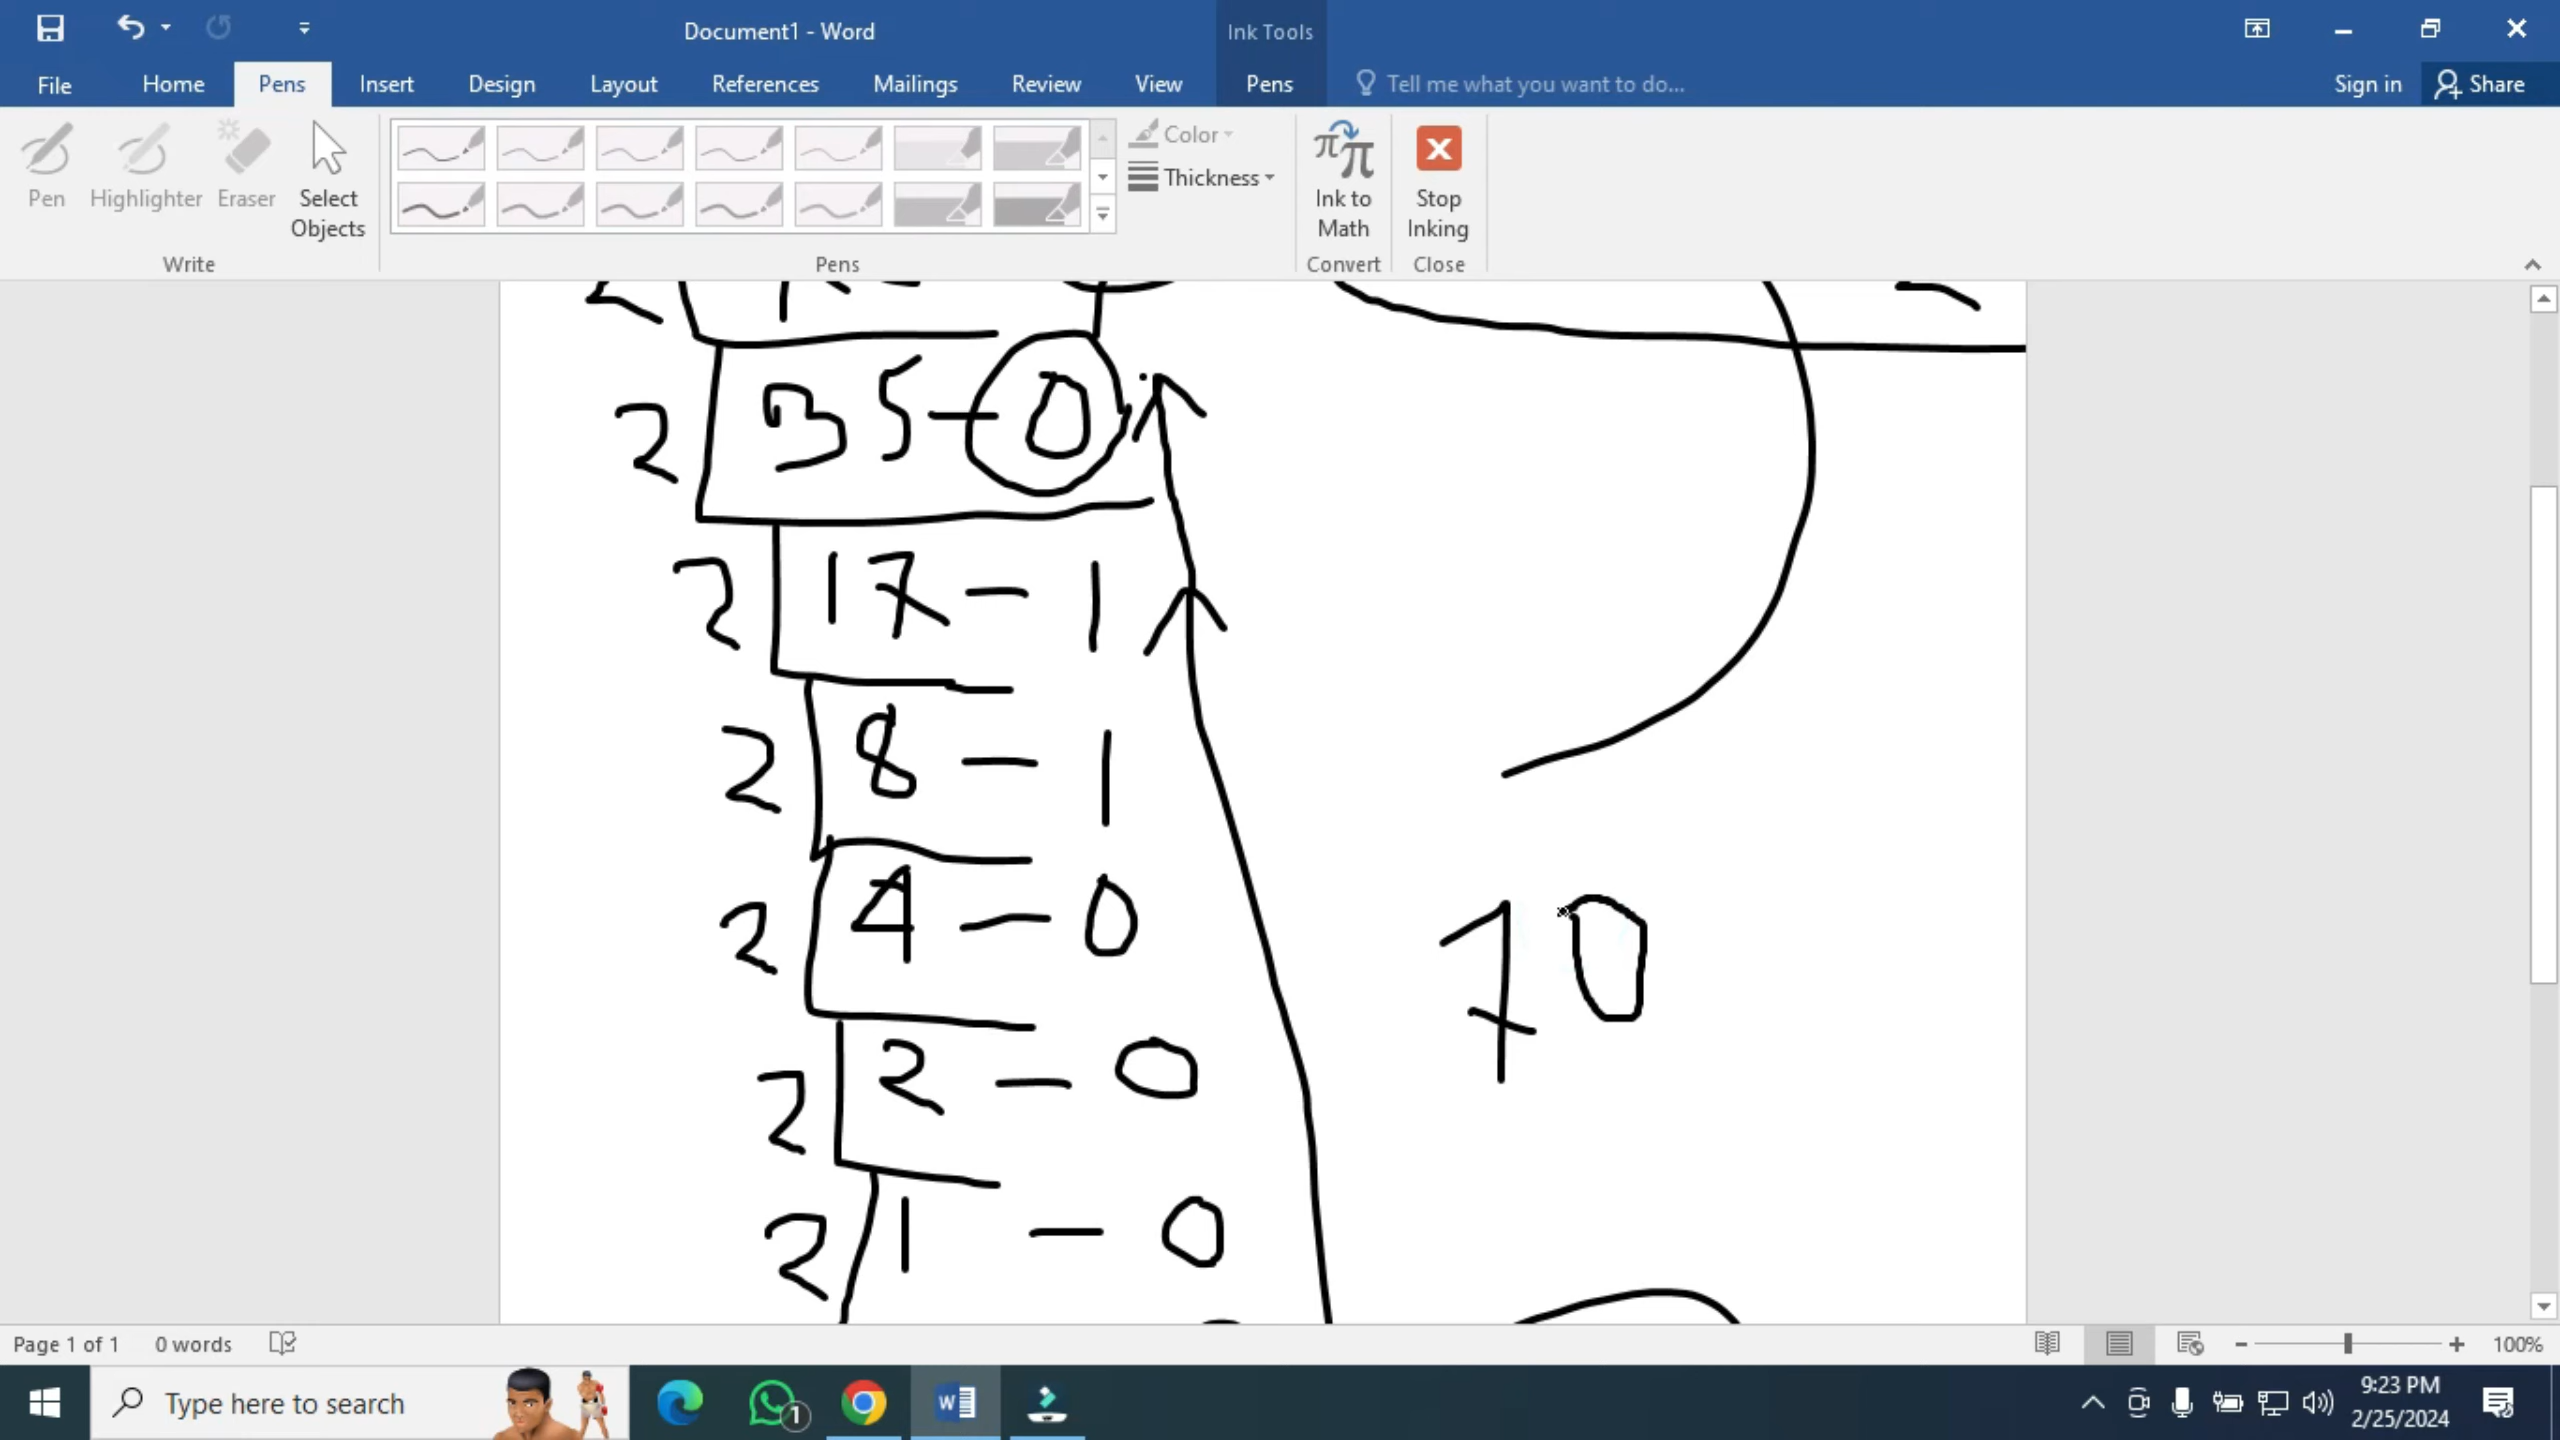 Document1 - Word
Ink Tools
File Home Pens Insert Design Layout References Mailings Review View Pens Tell me what you want to do... Sign in Share
Pen Highlighter Eraser Select Objects
Color
Thickness
Ink to Math
Stop Inking
Write Pens Convert Close
2 35 - 0
2 17 - 1
2 8 - 1
2 4 - 0
70
2 2 - 0
2 1 - 0
Page 1 of 1 0 words 100%
Type here to search
1
9:23 PM
2/25/2024